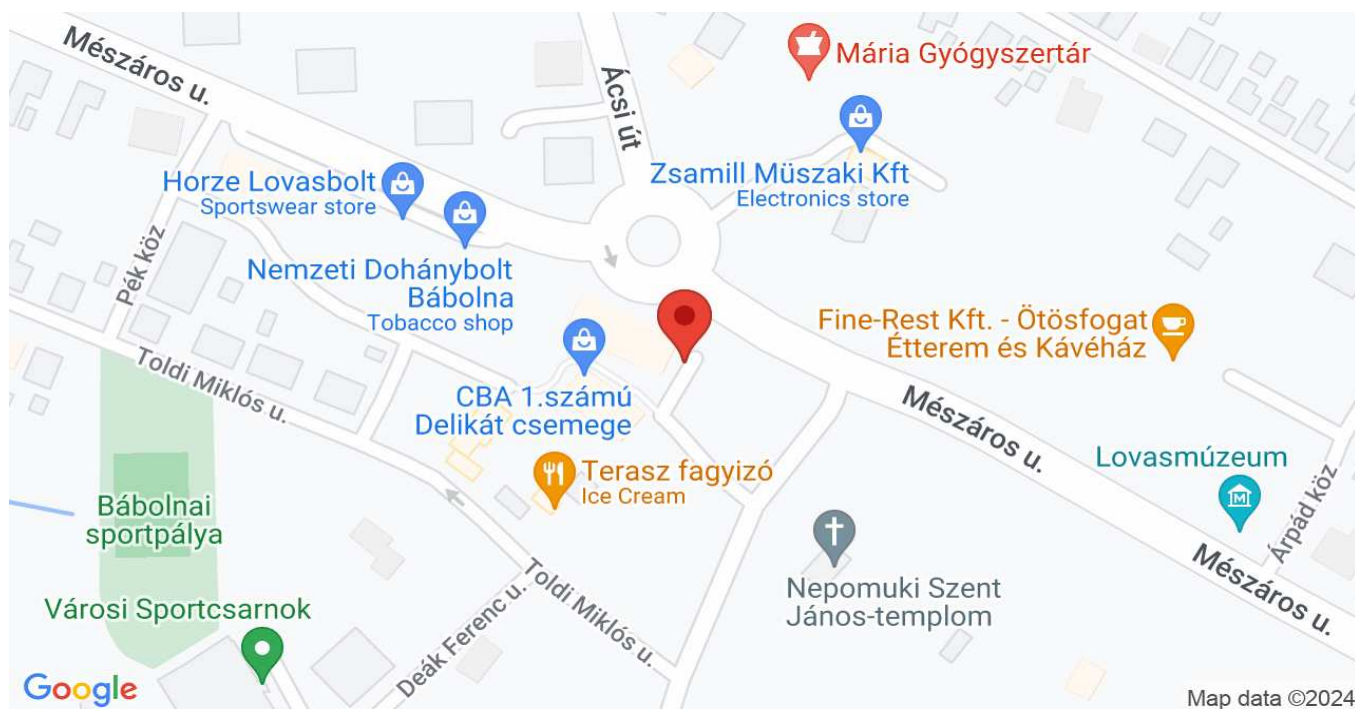 Mészáros u.
Ácsi út
Mária Gyógyszertár
Zsamill Müszaki Kft
Electronics store
Horze Lovasbolt
Sportswear store
Pék köz
Nemzeti Dohánybolt
Bábolna
Tobacco shop
Fine-Rest Kft. - Ötösfogat
Étterem és Kávéház
Toldi Miklós u.
CBA 1.számú
Delikát csemege
Mészáros u.
Lovasmúzeum
Terasz fagyizó
Ice Cream
Bábolnai
sportpálya
Árpád köz
Mészáros u.
Nepomuki Szent
János-templom
Toldi Miklós u.
Városi Sportcsarnok
Deák Ferenc u.
Google
Map data ©2024